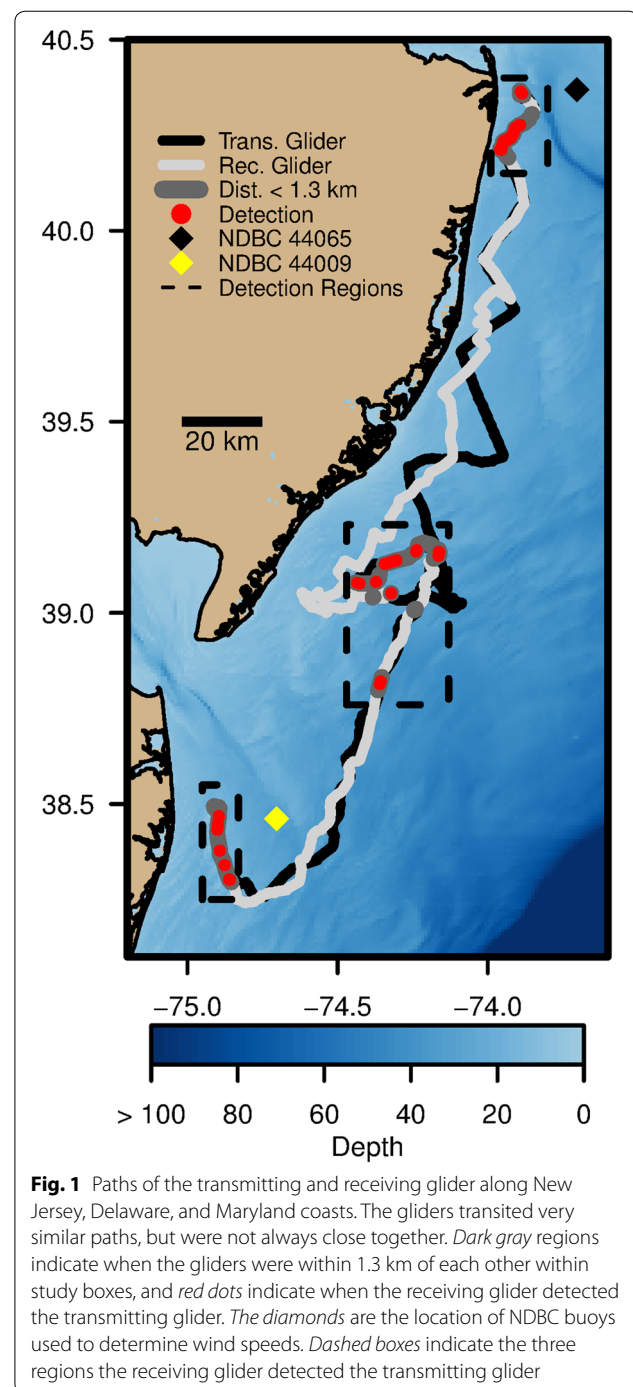 40.5
40.0
39.5
39.0
38.5
Trans. Glider
Rec. Glider
Dist. < 1.3 km
Detection
NDBC 44065
NDBC 44009
Detection Regions
20 km
−75.0 −74.5 −74.0
> 100 80 60 40 20 0
Depth
Fig. 1 Paths of the transmitting and receiving glider along New
Jersey, Delaware, and Maryland coasts. The gliders transited very
similar paths, but were not always close together. Dark gray regions
indicate when the gliders were within 1.3 km of each other within
study boxes, and red dots indicate when the receiving glider detected
the transmitting glider. The diamonds are the location of NDBC buoys
used to determine wind speeds. Dashed boxes indicate the three
regions the receiving glider detected the transmitting glider